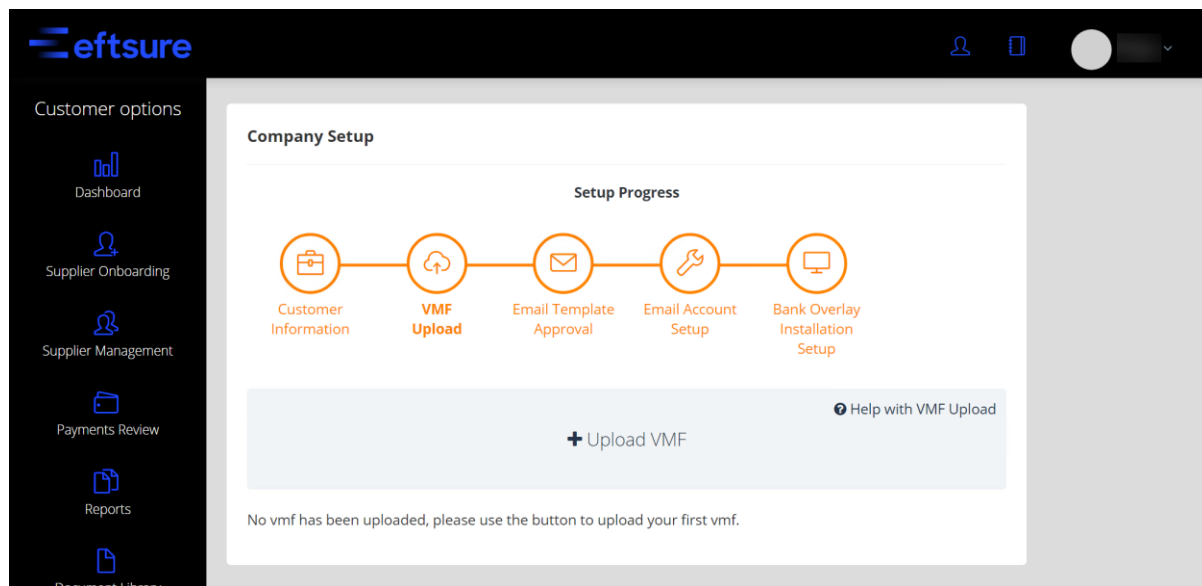 eftsure
Customer options
Dashboard
Supplier Onboarding
Supplier Management
Payments Review
Reports
Document Library
Company Setup
Setup Progress
Customer
Information
VMF
Upload
Email Template
Approval
Email Account
Setup
Bank Overlay
Installation
Setup
Help with VMF Upload
Upload VMF
No vmf has been uploaded, please use the button to upload your first vmf.